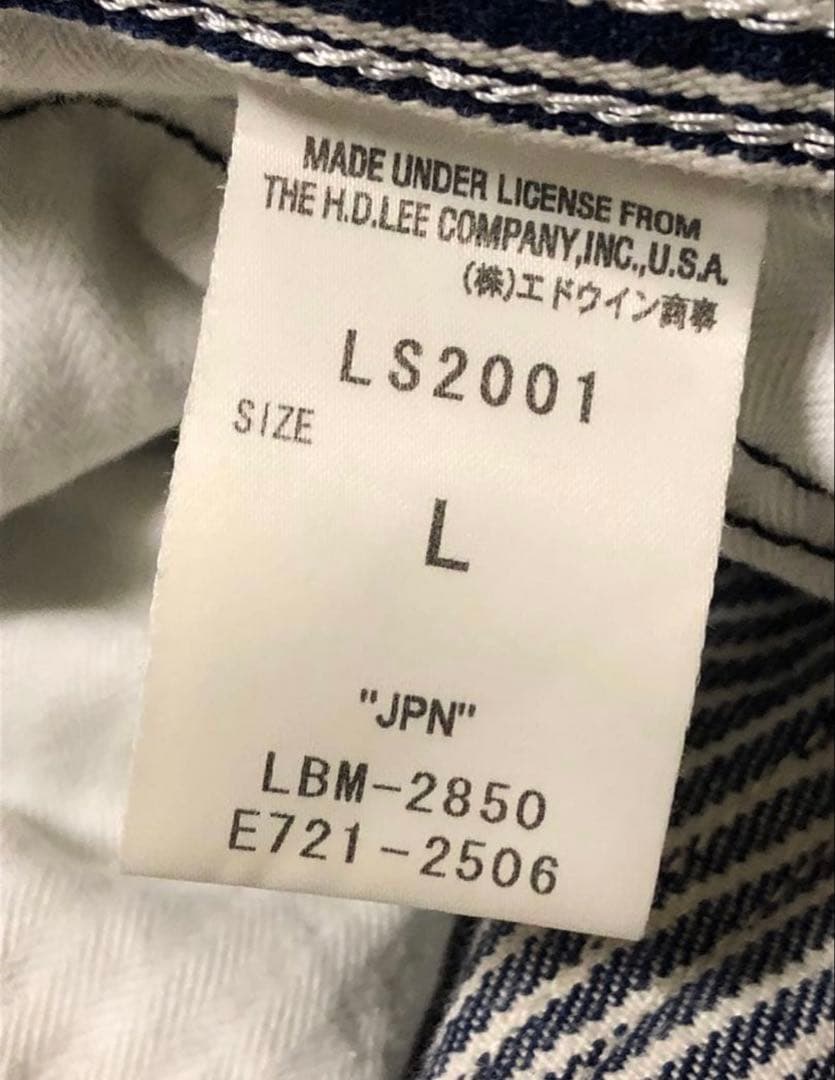 MADE UNDER LICENSE FROM
THE H.D.LEE COMPANY,INC.,U.S.A.
(株)エドウイン商事
LS2001
SIZE
L
"JPN"
LBM-2850
E721-2506